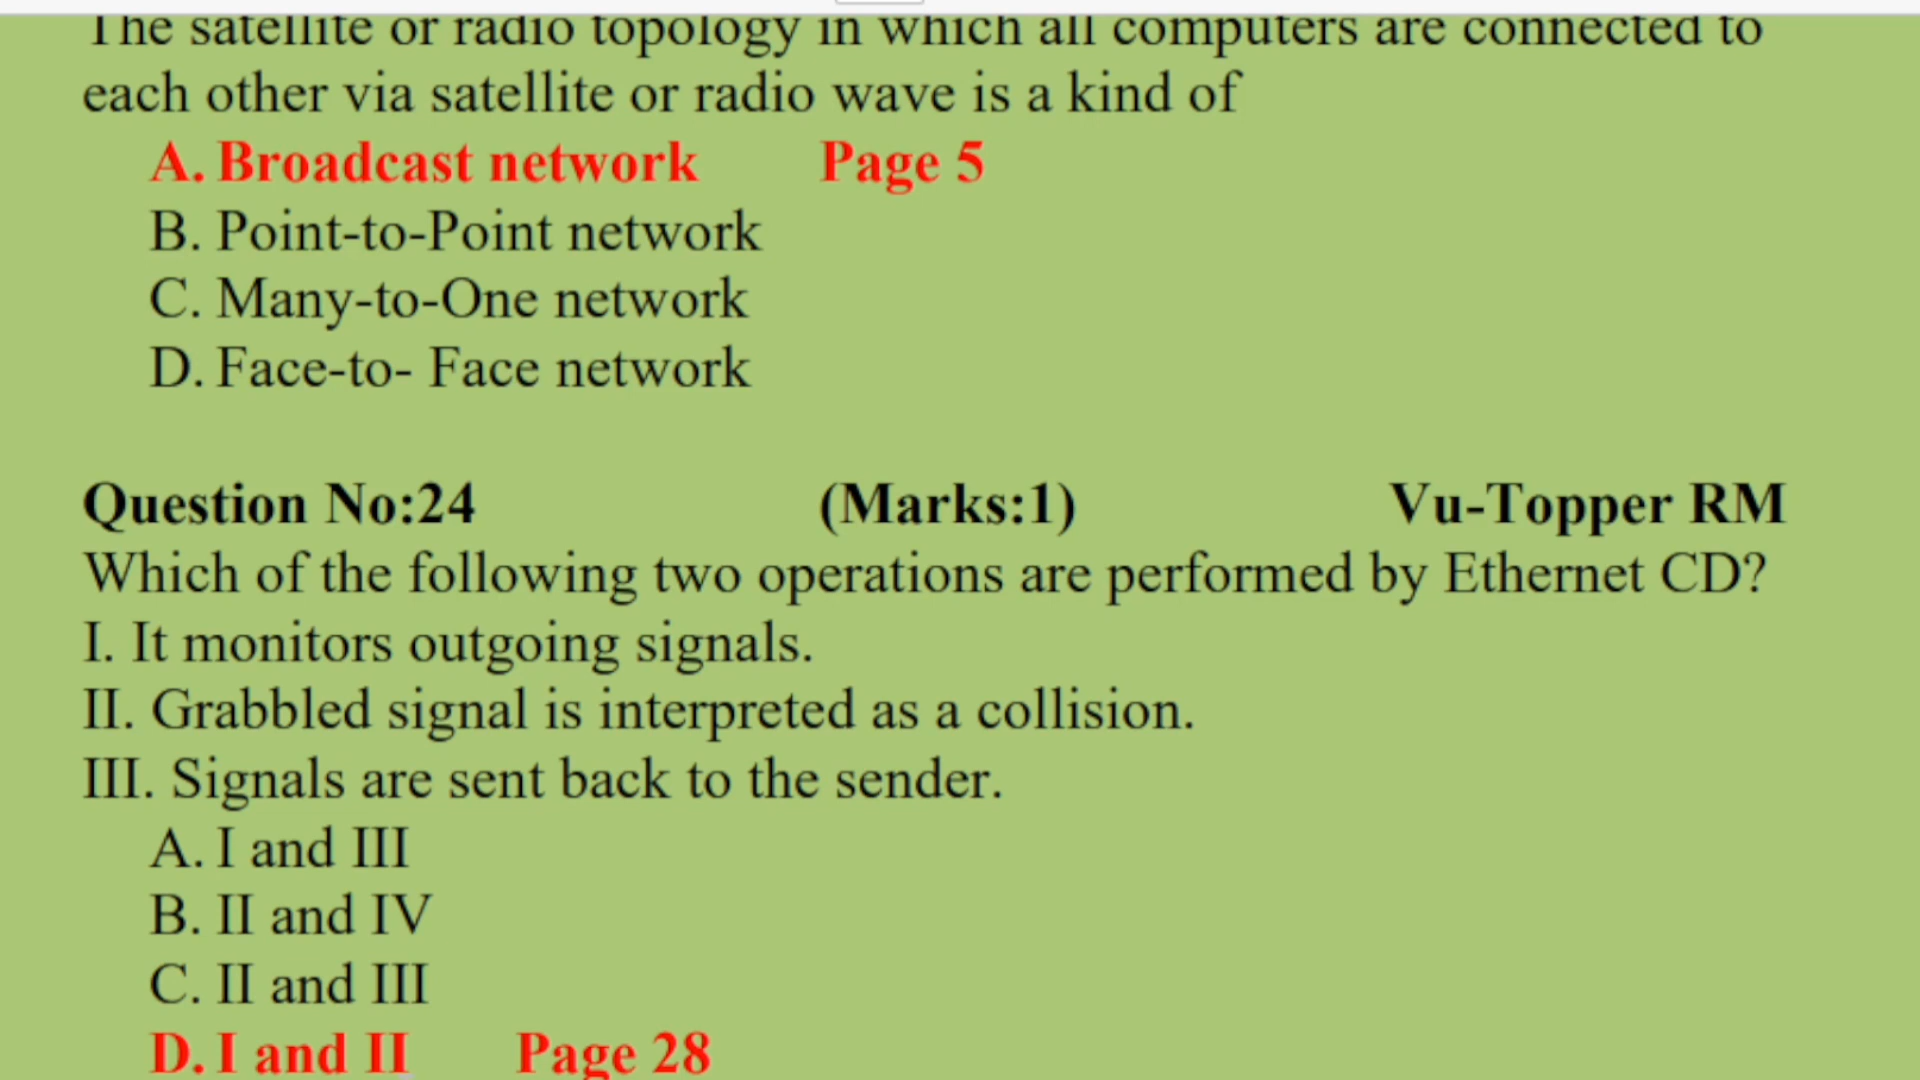 The satellite or radio topology in which all computers are connected to
each other via satellite or radio wave is a kind of
A. Broadcast network Page 5
B. Point-to-Point network
C. Many-to-One network
D. Face-to- Face network
Question No:24 (Marks:1) Vu-Topper RM
Which of the following two operations are performed by Ethernet CD?
I. It monitors outgoing signals.
II. Grabbled signal is interpreted as a collision.
III. Signals are sent back to the sender.
A. I and III
B. II and IV
C. II and III
D. I and II Page 28